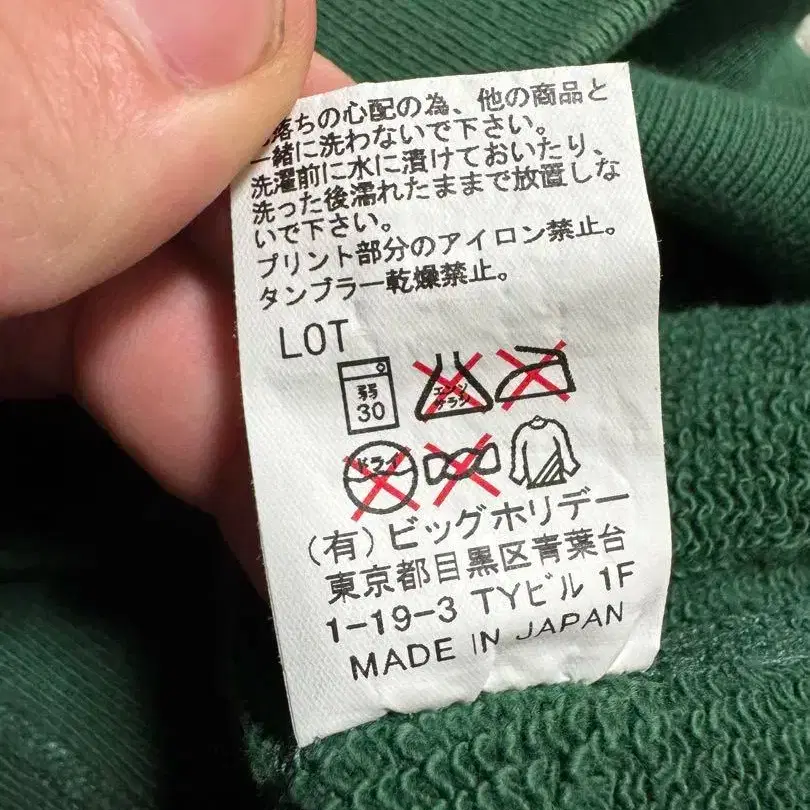 落ちの心配の為、他の商品と
一緒に洗わないで下さい。
洗濯前に水に漬けておいたり、
洗った後濡れたままで放置しな
いで下さい。
プリント部分のアイロン禁止。
タンブラー乾燥禁止。
LOT
弱
30
エンソ
サラシ
ドライ
(有)ビッグホリデー
東京都目黒区青葉台
1-19-3 TYビル 1F
MADE IN JAPAN